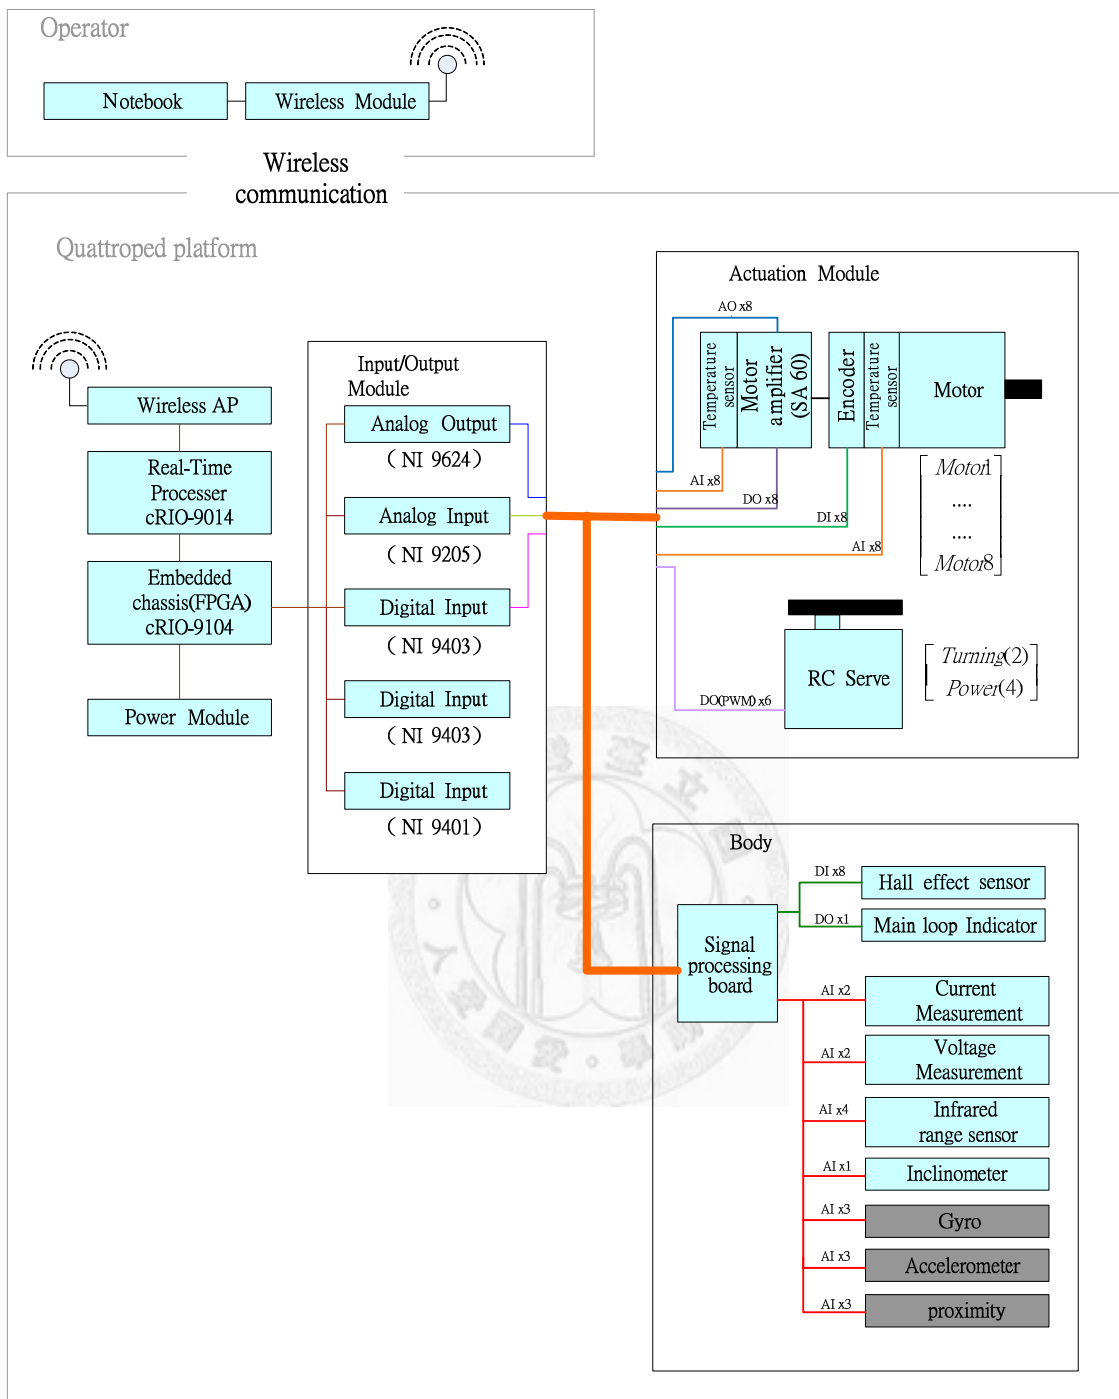 Operator
Notebook
Wireless Module
Wireless
communication
Quattroped platform
Wireless AP
Real-Time
Processer
cRIO-9014
Embedded
chassis(FPGA)
cRIO-9104
Power Module
Input/Output
Module
Analog Output
( NI 9624)
Analog Input
( NI 9205)
Digital Input
( NI 9403)
Digital Input
( NI 9403)
Digital Input
( NI 9401)
Actuation Module
AO x8
Temperature
sensor
Motor
amplifier
(SA 60)
Encoder
Temperature
sensor
Motor
AI x8
DO x8
DI x8
AI x8
Motor1
....
....
Motor8
RC Serve
DO(PWM) x6
Turning(2)
Power(4)
Body
Signal
processing
board
DI x8
Hall effect sensor
DO x1
Main loop Indicator
AI x2
Current
Measurement
AI x2
Voltage
Measurement
AI x4
Infrared
range sensor
AI x1
Inclinometer
AI x3
Gyro
AI x3
Accelerometer
AI x3
proximity